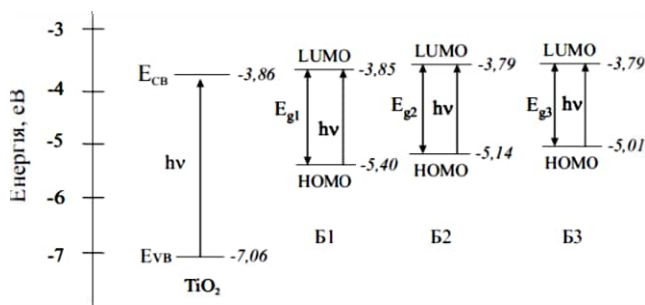 Енергія, еВ
-3
-4
-5
-6
-7
E_CB
-3,86
hν
E_VB
-7,06
TiO₂
LUMO
-3,85
E_g1
hν
HOMO
-5,40
Б1
LUMO
-3,79
E_g2
hν
HOMO
-5,14
Б2
LUMO
-3,79
E_g3
hν
HOMO
-5,01
Б3